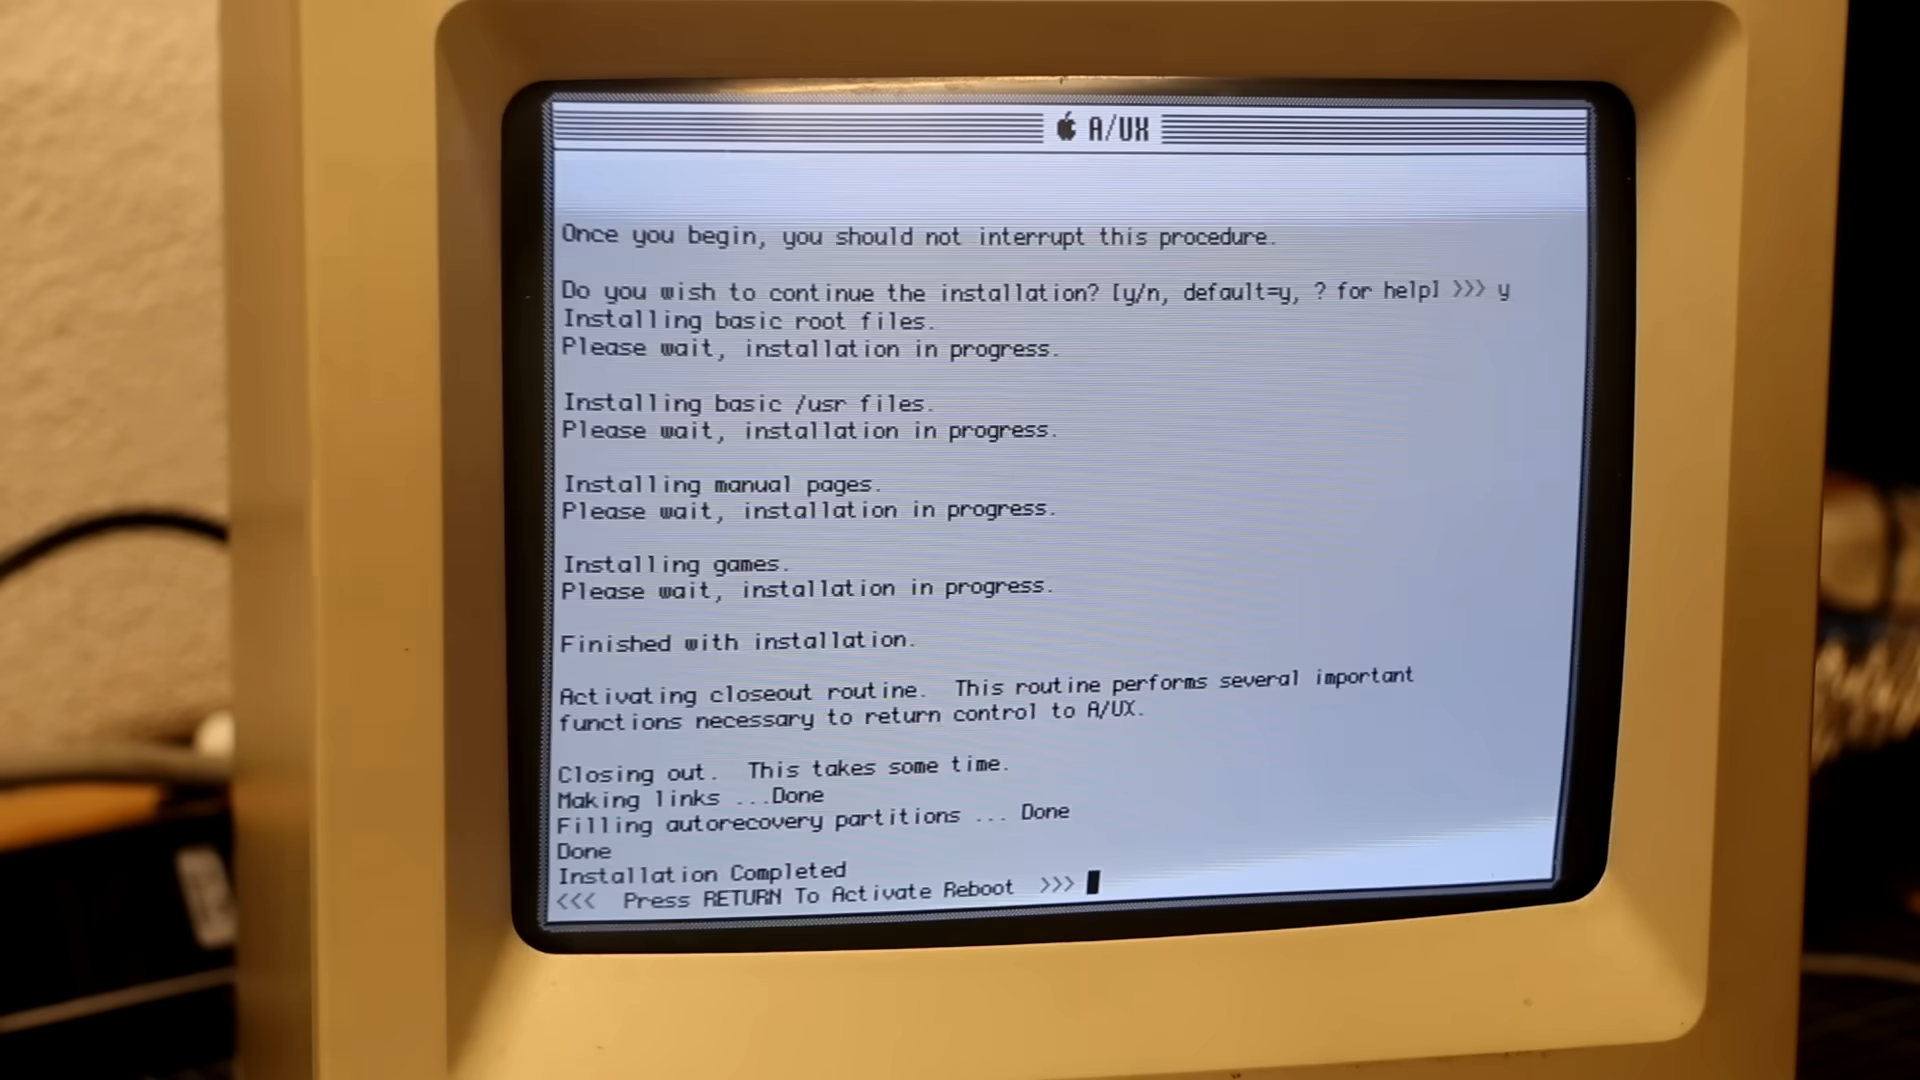 A/UX
Once you begin, you should not interrupt this procedure.
Do you wish to continue the installation? [y/n, default=y, ? for help] >>> y
Installing basic root files.
Please wait, installation in progress.
Installing basic /usr files.
Please wait, installation in progress.
Installing manual pages.
Please wait, installation in progress.
Installing games.
Please wait, installation in progress.
Finished with installation.
Activating closeout routine.  This routine performs several important
functions necessary to return control to A/UX.
Closing out.  This takes some time.
Making links ...Done
Filling autorecovery partitions ... Done
Done
Installation Completed
<<<  Press RETURN To Activate Reboot  >>>